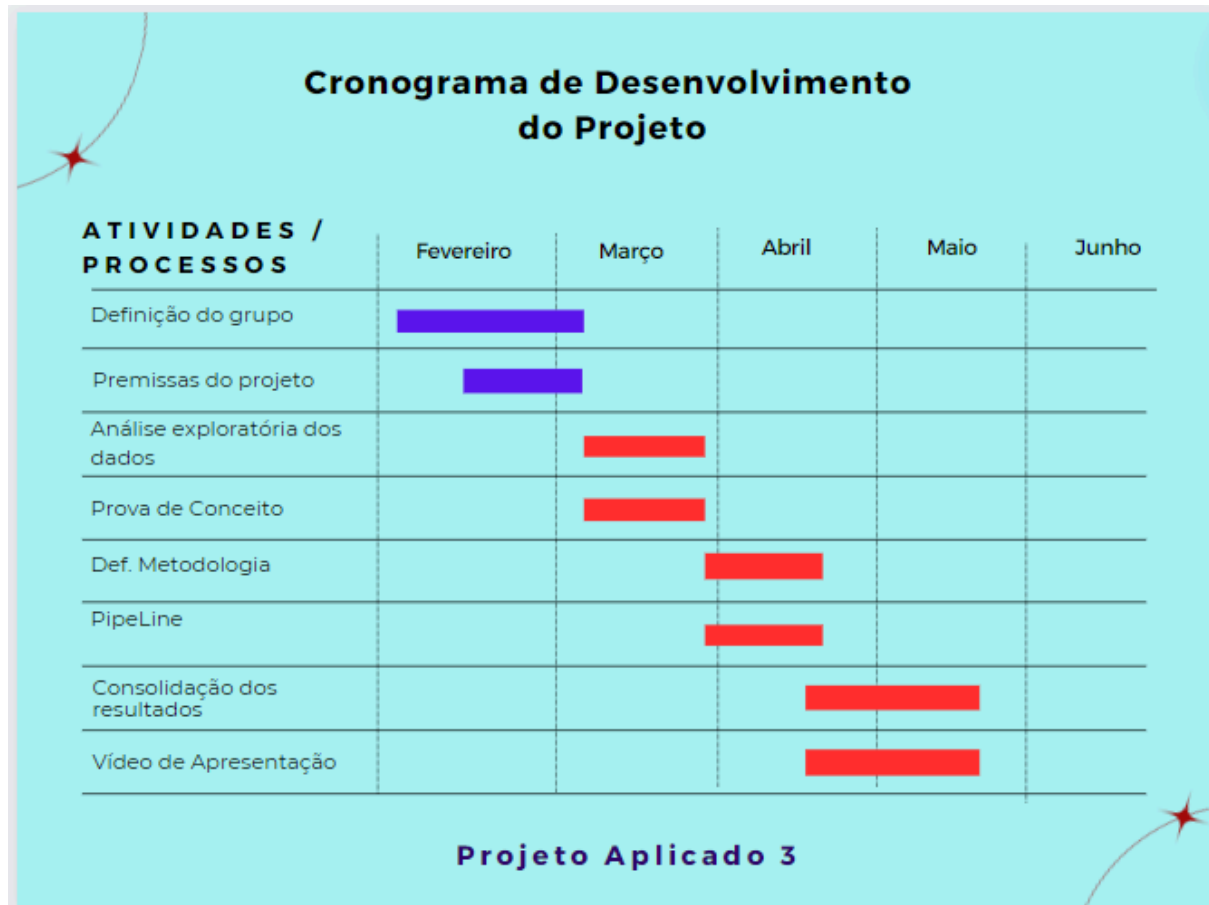 Cronograma de Desenvolvimento
do Projeto
ATIVIDADES /
PROCESSOS
Fevereiro
Março
Abril
Maio
Junho
Definição do grupo
Premissas do projeto
Análise exploratória dos
dados
Prova de Conceito
Def. Metodologia
PipeLine
Consolidação dos
resultados
Vídeo de Apresentação
Projeto Aplicado 3